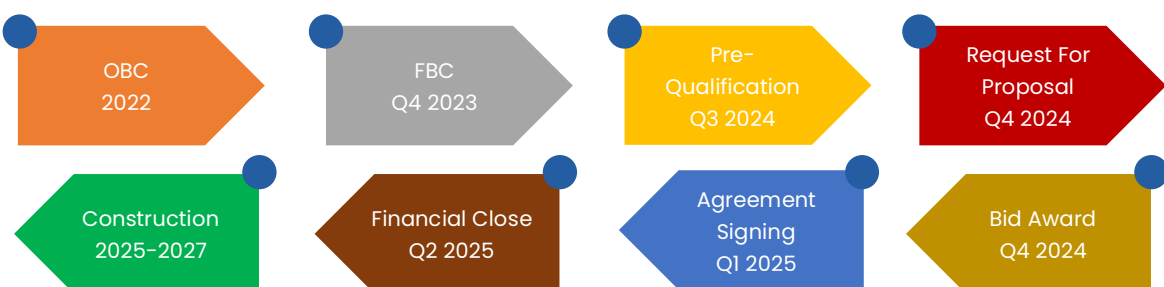 OBC
2022
FBC
Q4 2023
Pre-
Qualification
Q3 2024
Request For
Proposal
Q4 2024
Construction
2025-2027
Financial Close
Q2 2025
Agreement
Signing
Q1 2025
Bid Award
Q4 2024